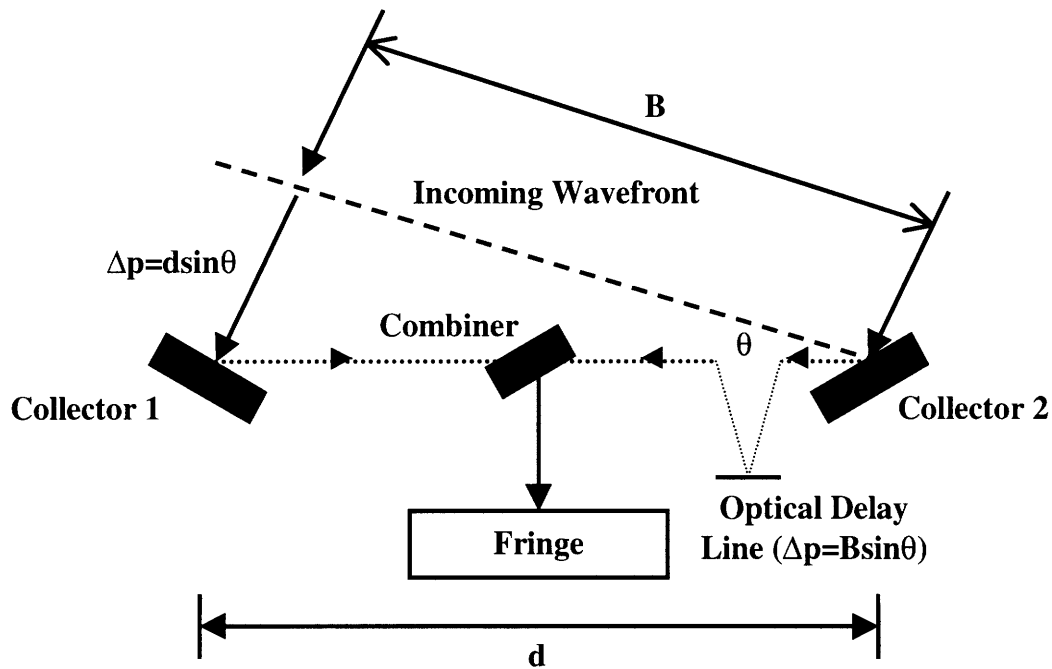 B
Incoming Wavefront
Δp=dsinθ
Combiner
θ
Collector 1
Collector 2
Optical Delay
Line (Δp=Bsinθ)
Fringe
d